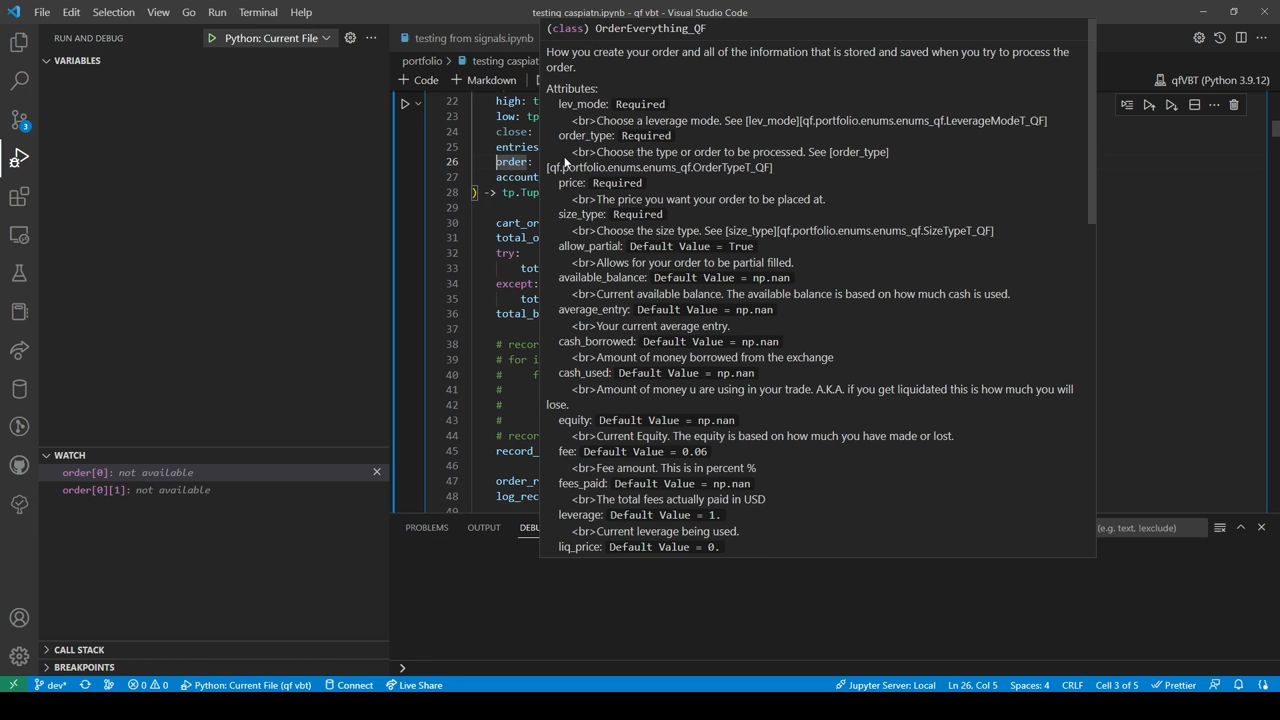 File Edit Selection View Go Run Terminal Help
testing caspiatn.ipynb - qf vbt - Visual Studio Code
RUN AND DEBUG
Python: Current File
testing from signals.ipynb
VARIABLES
portfolio > testing caspiatn
+ Code + Markdown
qfVBT (Python 3.9.12)
22 high: t
23 low: tp
24 close:
25 entries
26 order:
27 account
28 ) -> tp.Tup
29
30 cart_or
31 total_o
32 try:
33 tot
34 except:
35 tot
36 total_b
37
38 # recor
39 # for i
40 # f
41 #
42 #
43 #
44 # recor
45 record_
46
47 order_r
48 log_rec
49
(class) OrderEverything_QF
How you create your order and all of the information that is stored and saved when you try to process the
order.
Attributes:
lev_mode: Required
<br>Choose a leverage mode. See [lev_mode][qf.portfolio.enums.enums_qf.LeverageModeT_QF]
order_type: Required
<br>Choose the type or order to be processed. See [order_type]
[qf.portfolio.enums.enums_qf.OrderTypeT_QF]
price: Required
<br>The price you want your order to be placed at.
size_type: Required
<br>Choose the size type. See [size_type][qf.portfolio.enums.enums_qf.SizeTypeT_QF]
allow_partial: Default Value = True
<br>Allows for your order to be partial filled.
available_balance: Default Value = np.nan
<br>Current available balance. The available balance is based on how much cash is used.
average_entry: Default Value = np.nan
<br>Your current average entry.
cash_borrowed: Default Value = np.nan
<br>Amount of money borrowed from the exchange
cash_used: Default Value = np.nan
<br>Amount of money u are using in your trade. A.K.A. if you get liquidated this is how much you will
lose.
equity: Default Value = np.nan
<br>Current Equity. The equity is based on how much you have made or lost.
fee: Default Value = 0.06
<br>Fee amount. This is in percent %
fees_paid: Default Value = np.nan
<br>The total fees actually paid in USD
leverage: Default Value = 1.
<br>Current leverage being used.
liq_price: Default Value = 0.
WATCH
order[0]: not available
order[0][1]: not available
PROBLEMS OUTPUT DEBU
(e.g. text, !exclude)
3
CALL STACK
BREAKPOINTS
dev* 0 0 Python: Current File (qf vbt) Connect Live Share
Jupyter Server: Local Ln 26, Col 5 Spaces: 4 CRLF Cell 3 of 5 Prettier